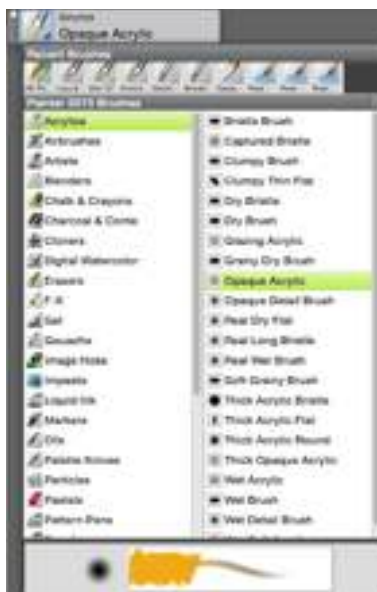 Acrylics
Opaque Acrylic
Recent Brushes
Painter 2015 Brushes
Acrylics
Airbrushes
Artists
Blenders
Chalk & Crayons
Charcoal & Conte
Cloners
Digital Watercolor
Erasers
F-X
Gel
Gouache
Image Hose
Impasto
Liquid Ink
Markers
Oils
Palette Knives
Particles
Pastels
Pattern Pens
Bristle Brush
Captured Bristle
Clumpy Brush
Clumpy Thin Flat
Dry Bristle
Dry Brush
Glazing Acrylic
Grainy Dry Brush
Opaque Acrylic
Opaque Detail Brush
Real Dry Flat
Real Long Bristle
Real Wet Brush
Soft Grainy Brush
Thick Acrylic Bristle
Thick Acrylic Flat
Thick Acrylic Round
Thick Opaque Acrylic
Wet Acrylic
Wet Brush
Wet Detail Brush